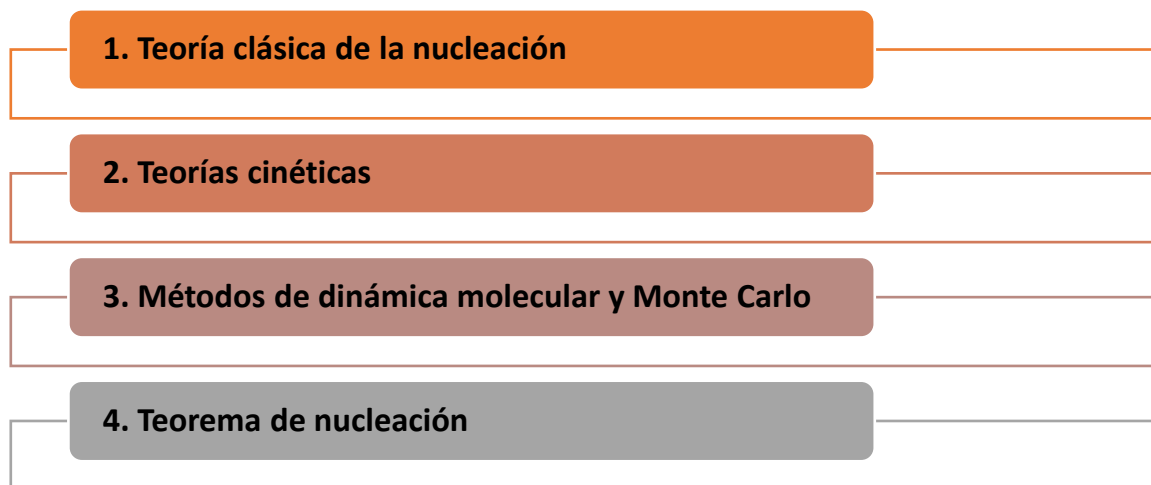 1. Teoría clásica de la nucleación
2. Teorías cinéticas
3. Métodos de dinámica molecular y Monte Carlo
4. Teorema de nucleación